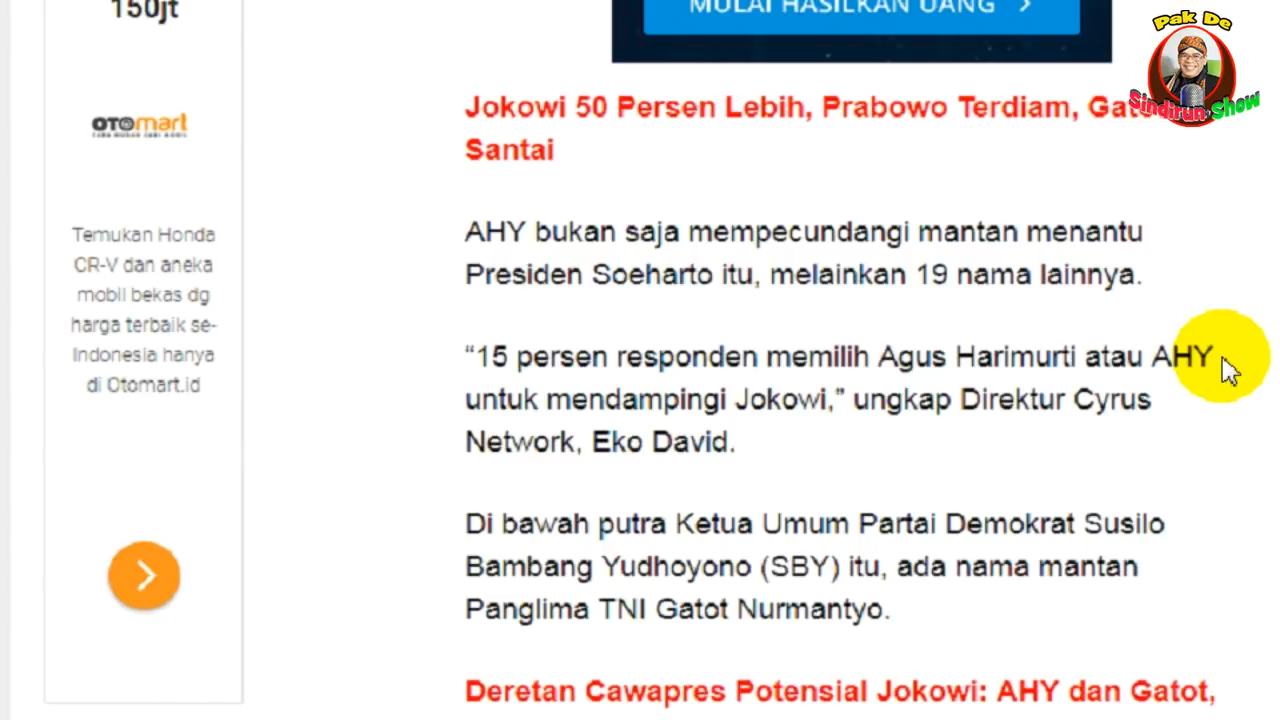 150jt
MULAI HASILKAN UANG
Pak De
Sindirun Show
OTOmart
Jokowi 50 Persen Lebih, Prabowo Terdiam,
Santai
AHY bukan saja mempecundangi mantan menantu
Presiden Soeharto itu, melainkan 19 nama lainnya.
Temukan Honda
CR-V dan aneka
mobil bekas dg
harga terbaik se-
Indonesia hanya
di Otomart.id
“15 persen responden memilih Agus Harimurti atau AHY
untuk mendampingi Jokowi,” ungkap Direktur Cyrus
Network, Eko David.
Di bawah putra Ketua Umum Partai Demokrat Susilo
Bambang Yudhoyono (SBY) itu, ada nama mantan
Panglima TNI Gatot Nurmantyo.
Deretan Cawapres Potensial Jokowi: AHY dan Gatot,